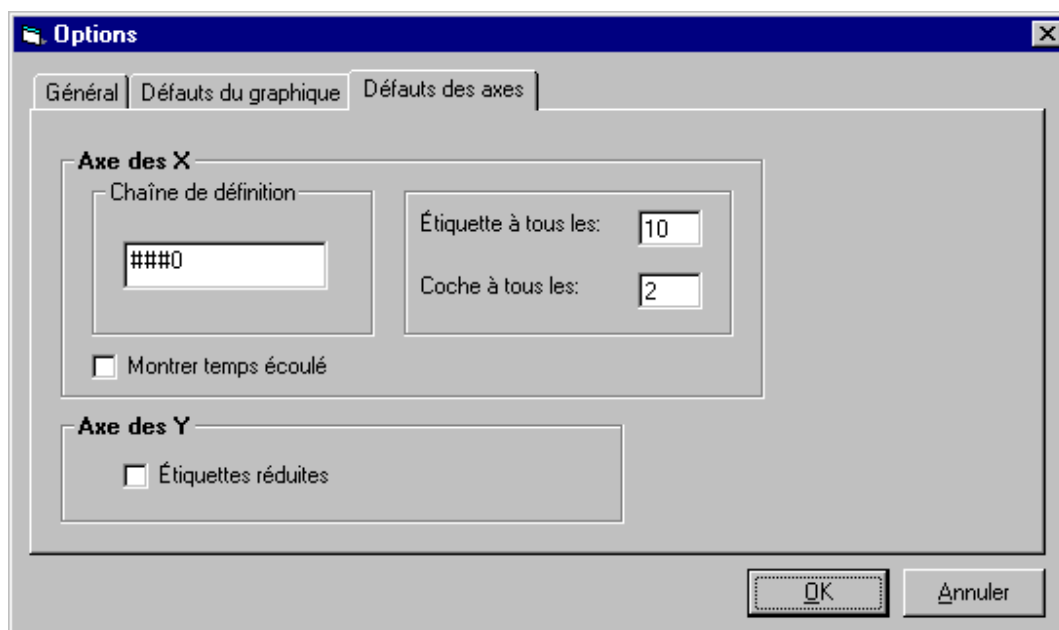 Options
Général
Défauts du graphique
Défauts des axes
Axe des X
Chaîne de définition
###0
Étiquette à tous les:
10
Coche à tous les:
2
Montrer temps écoulé
Axe des Y
Étiquettes réduites
OK
Annuler